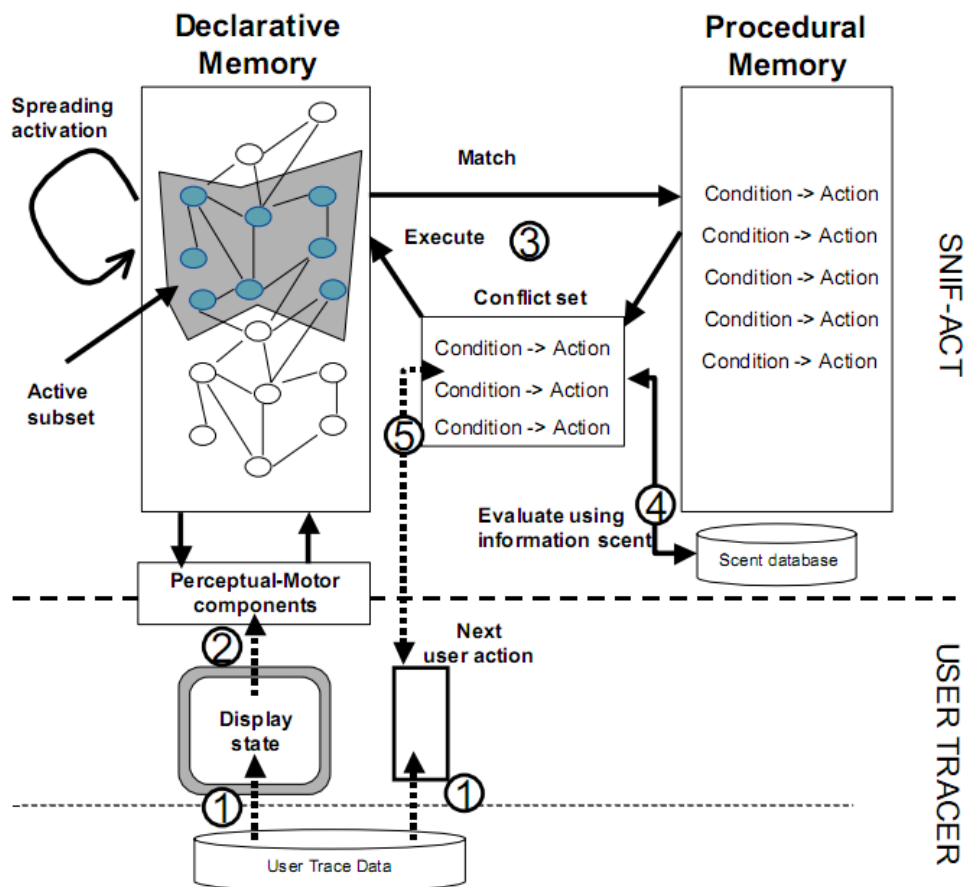 Declarative
Memory
Procedural
Memory
Spreading
activation
Match
Condition -> Action
Condition -> Action
Condition -> Action
Condition -> Action
Condition -> Action
Execute
3
Conflict set
Condition -> Action
Condition -> Action
Condition -> Action
Active
subset
5
4
Evaluate using
information scent
Scent database
SNIF-ACT
Perceptual-Motor
components
2
Next
user action
Display
state
1
1
User Trace Data
USER TRACER